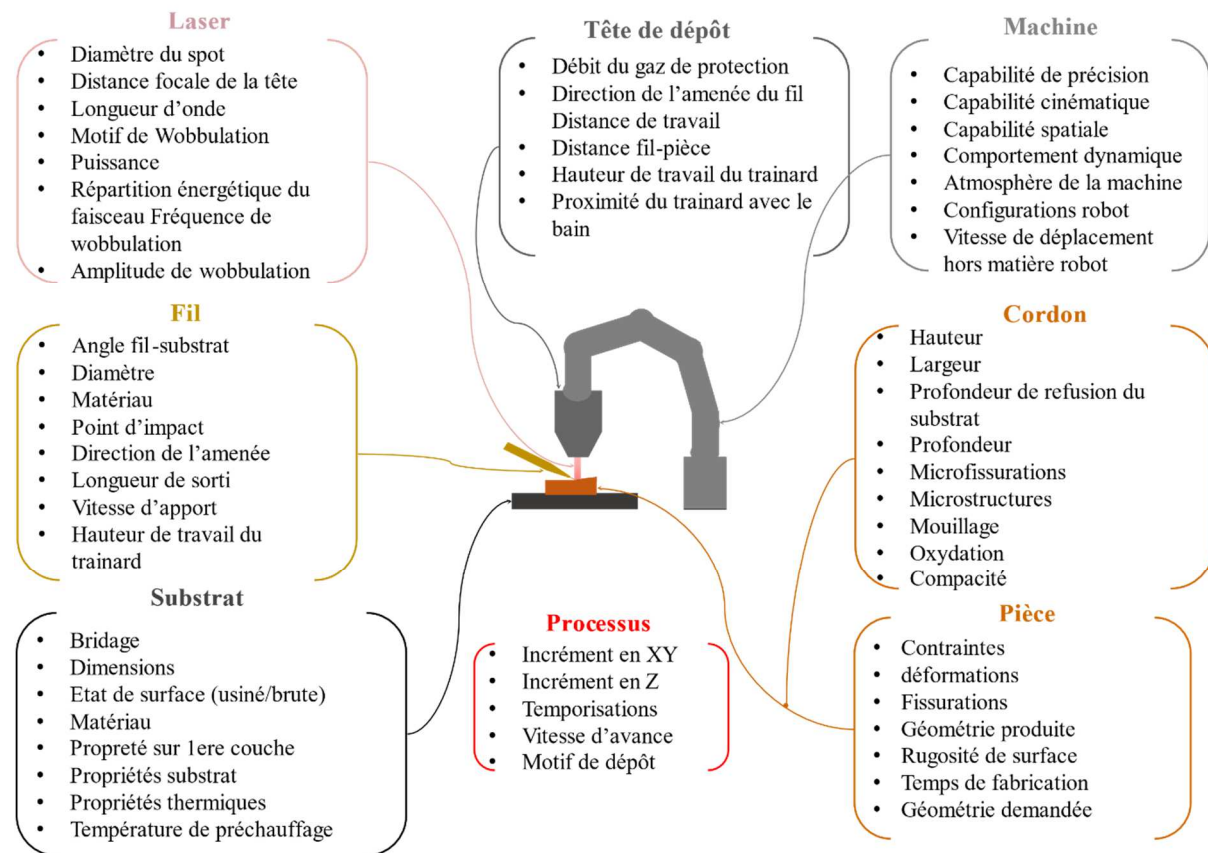 Laser
Diamètre du spot
Distance focale de la tête
Longueur d’onde
Motif de Wobbulation
Puissance
Répartition énergétique du
faisceau Fréquence de
wobbulation
Amplitude de wobbulation
Tête de dépôt
Débit du gaz de protection
Direction de l’amenée du fil
Distance de travail
Distance fil-pièce
Hauteur de travail du trainard
Proximité du trainard avec le
bain
Machine
Capabilité de précision
Capabilité cinématique
Capabilité spatiale
Comportement dynamique
Atmosphère de la machine
Configurations robot
Vitesse de déplacement
hors matière robot
Fil
Angle fil-substrat
Diamètre
Matériau
Point d’impact
Direction de l’amenée
Longueur de sorti
Vitesse d’apport
Hauteur de travail du
trainard
Cordon
Hauteur
Largeur
Profondeur de refusion du
substrat
Profondeur
Microfissurations
Microstructures
Mouillage
Oxydation
Compacité
Substrat
Bridage
Dimensions
Etat de surface (usiné/brute)
Matériau
Propreté sur 1ere couche
Propriétés substrat
Propriétés thermiques
Température de préchauffage
Processus
Incrément en XY
Incrément en Z
Temporisations
Vitesse d’avance
Motif de dépôt
Pièce
Contraintes
déformations
Fissurations
Géométrie produite
Rugosité de surface
Temps de fabrication
Géométrie demandée